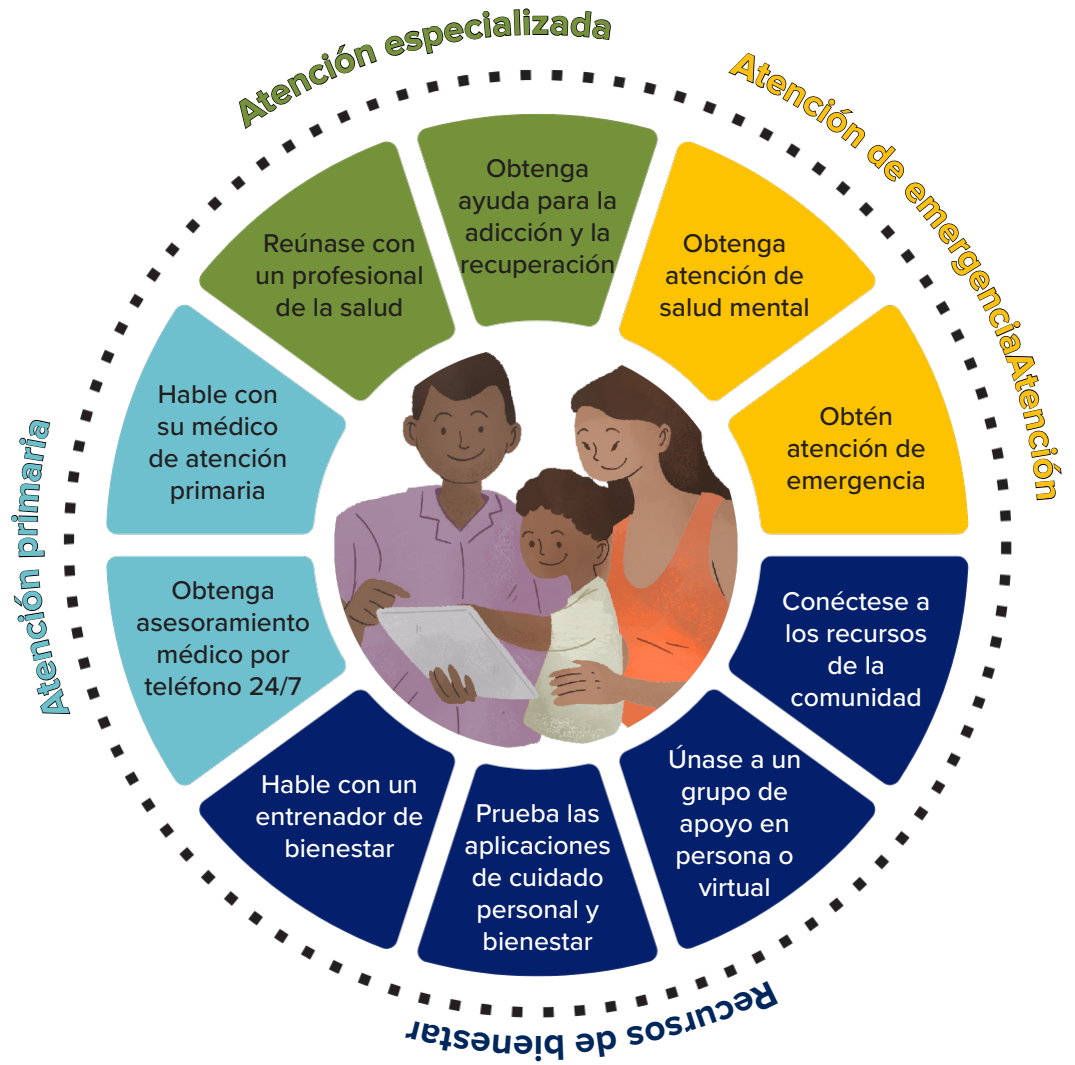 Atención especializada
Atención de emergenciaAtención
Obtenga
ayuda para la
adicción y la
recuperación
Obtenga
atención de
salud mental
Obtén
atención de
emergencia
Conéctese a
los recursos
de la
comunidad
Únase a un
grupo de
apoyo en
persona o
virtual
Prueba las
aplicaciones
de cuidado
personal y
bienestar
Hable con un
entrenador de
bienestar
Obtenga
asesoramiento
médico por
teléfono 24/7
Hable con
su médico
de atención
primaria
Reúnase con
un profesional
de la salud
Atención primaria
Recursos de bienestar